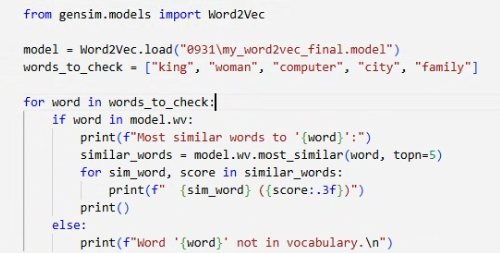 from gensim.models import Word2Vec
model = Word2Vec.load("0931\my_word2vec_final.model")
words_to_check = ["king", "woman", "computer", "city", "family"]
for word in words_to_check:
    if word in model.wv:
        print(f"Most similar words to '{word}':")
        similar_words = model.wv.most_similar(word, topn=5)
        for sim_word, score in similar_words:
            print(f"  {sim_word} ({score:.3f})")
        print()
    else:
        print(f"Word '{word}' not in vocabulary.\n")